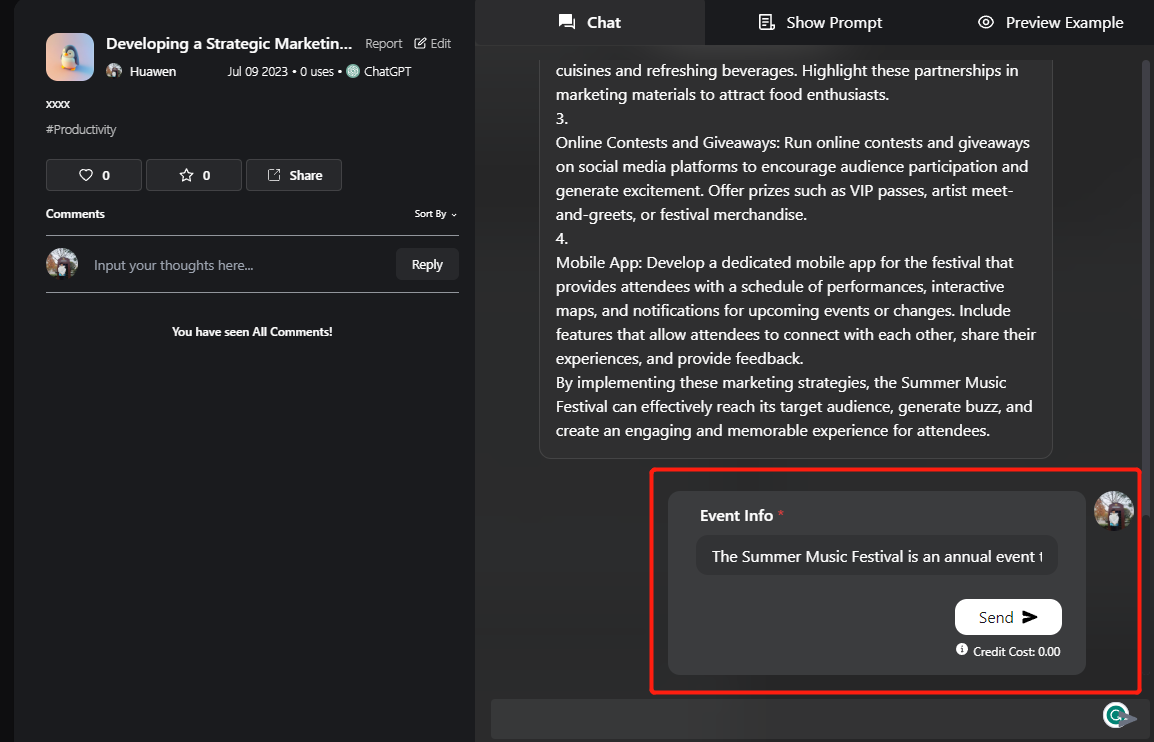 Developing a Strategic Marketin...
Report
Edit
Huawen
Jul 09 2023 • 0 uses •
ChatGPT
xxxx
#Productivity
0
0
Share
Comments
Sort By
Input your thoughts here...
Reply
You have seen All Comments!
Chat
Show Prompt
Preview Example
cuisines and refreshing beverages. Highlight these partnerships in
marketing materials to attract food enthusiasts.
3.
Online Contests and Giveaways: Run online contests and giveaways
on social media platforms to encourage audience participation and
generate excitement. Offer prizes such as VIP passes, artist meet-
and-greets, or festival merchandise.
4.
Mobile App: Develop a dedicated mobile app for the festival that
provides attendees with a schedule of performances, interactive
maps, and notifications for upcoming events or changes. Include
features that allow attendees to connect with each other, share their
experiences, and provide feedback.
By implementing these marketing strategies, the Summer Music
Festival can effectively reach its target audience, generate buzz, and
create an engaging and memorable experience for attendees.
Event Info *
The Summer Music Festival is an annual event t
Send
Credit Cost: 0.00